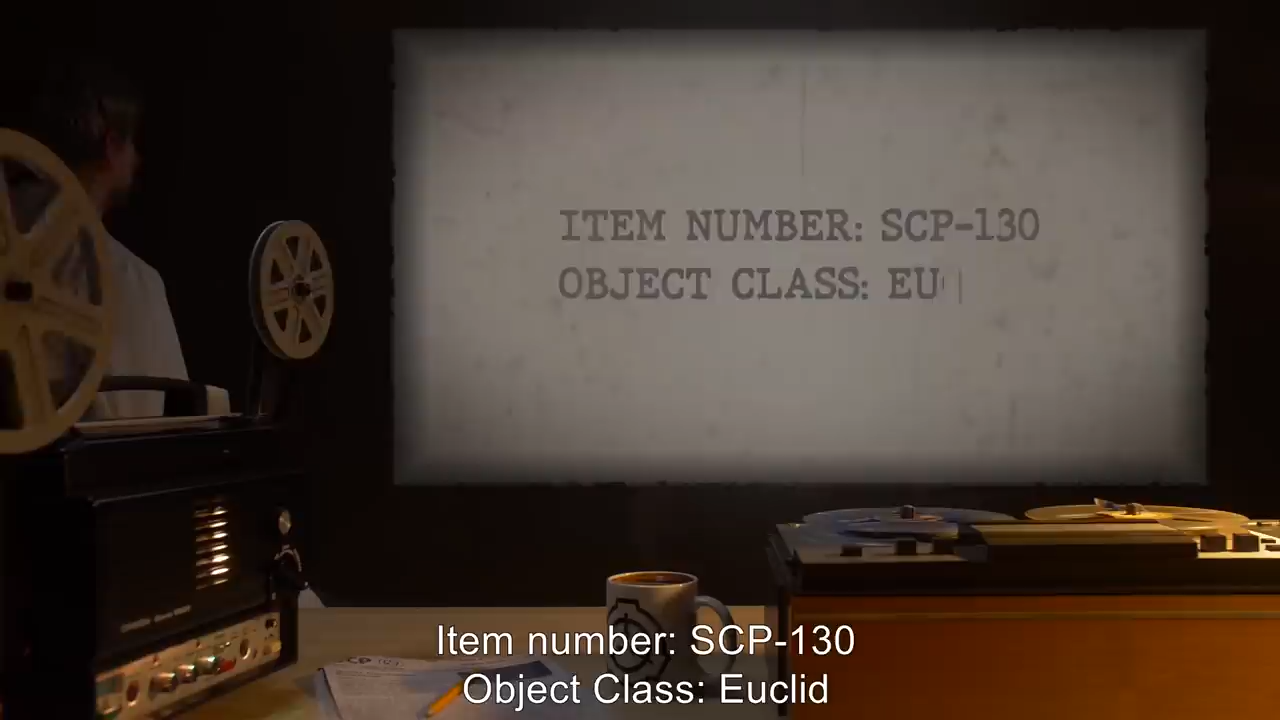 ITEM NUMBER: SCP-130
OBJECT CLASS: EU
Item number: SCP-130
Object Class: Euclid